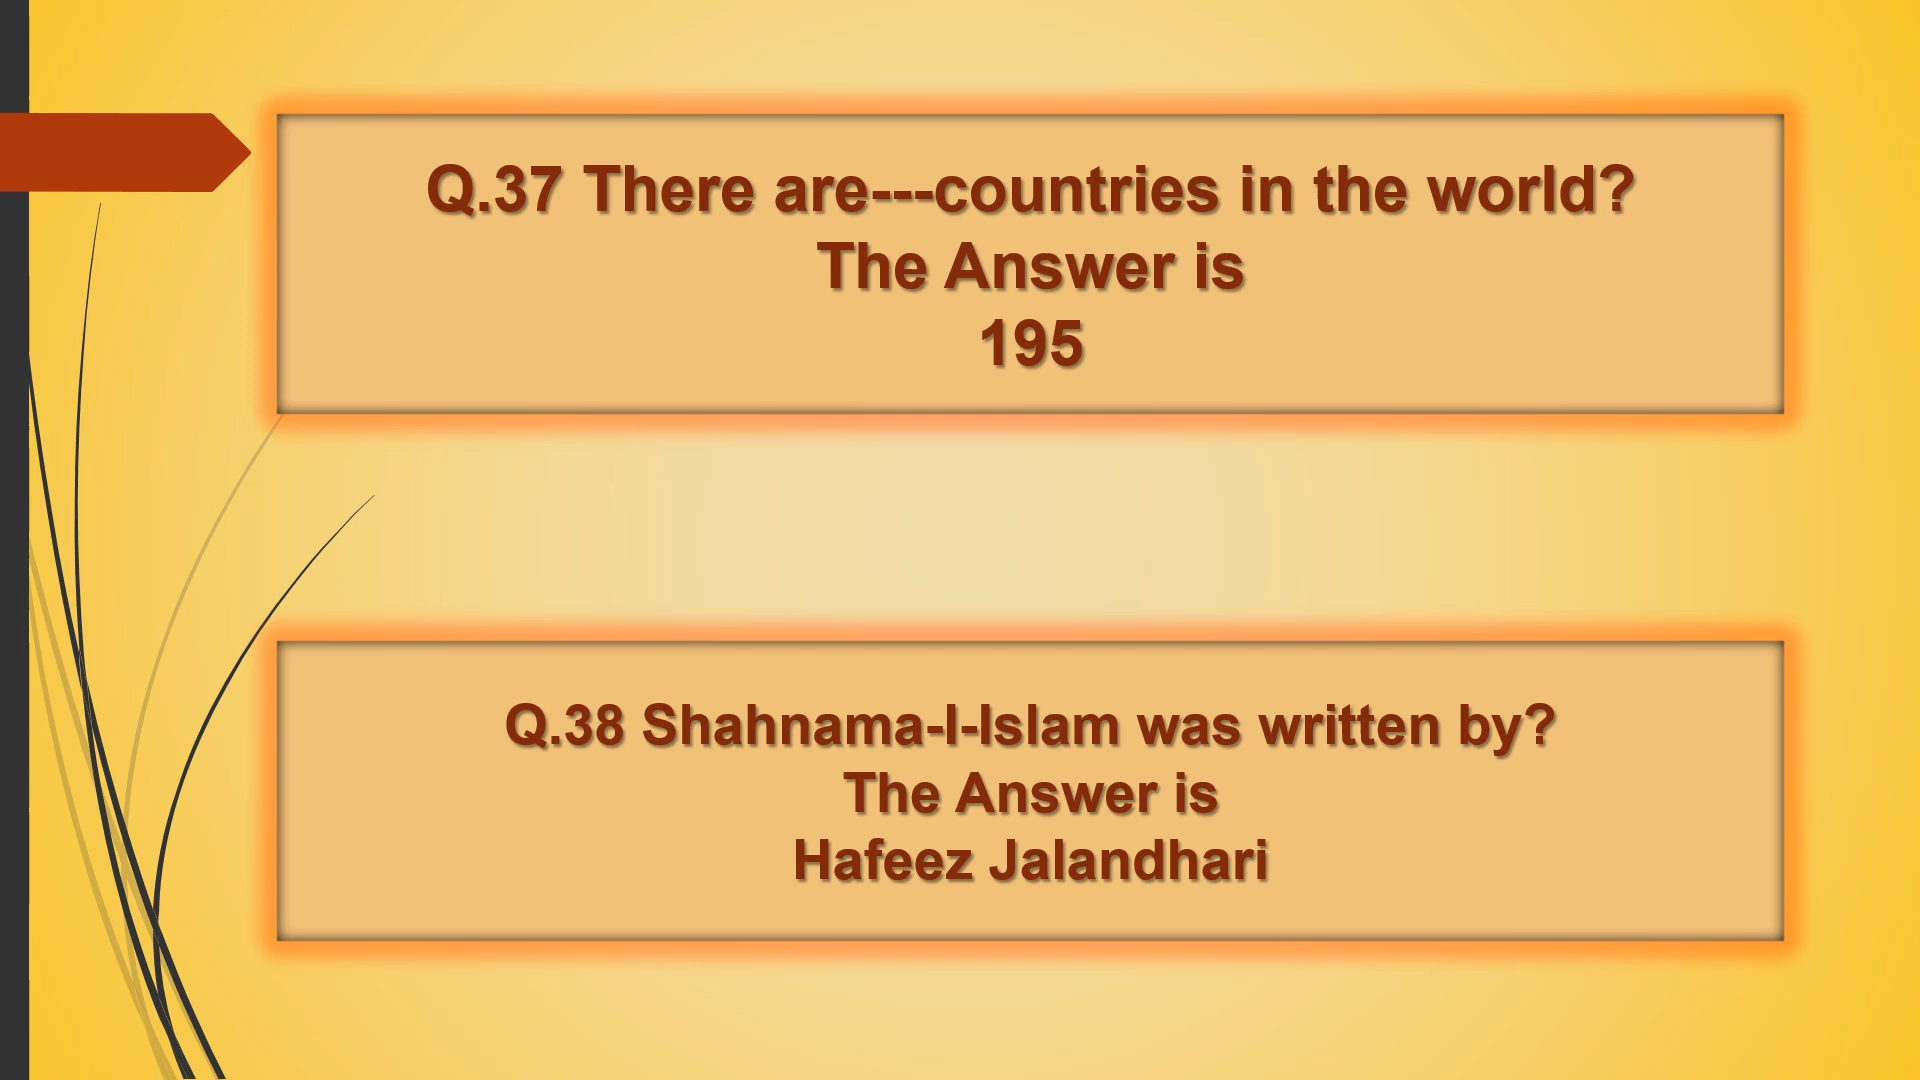 Q.37 There are---countries in the world?
The Answer is
195
Q.38 Shahnama-I-Islam was written by?
The Answer is
Hafeez Jalandhari